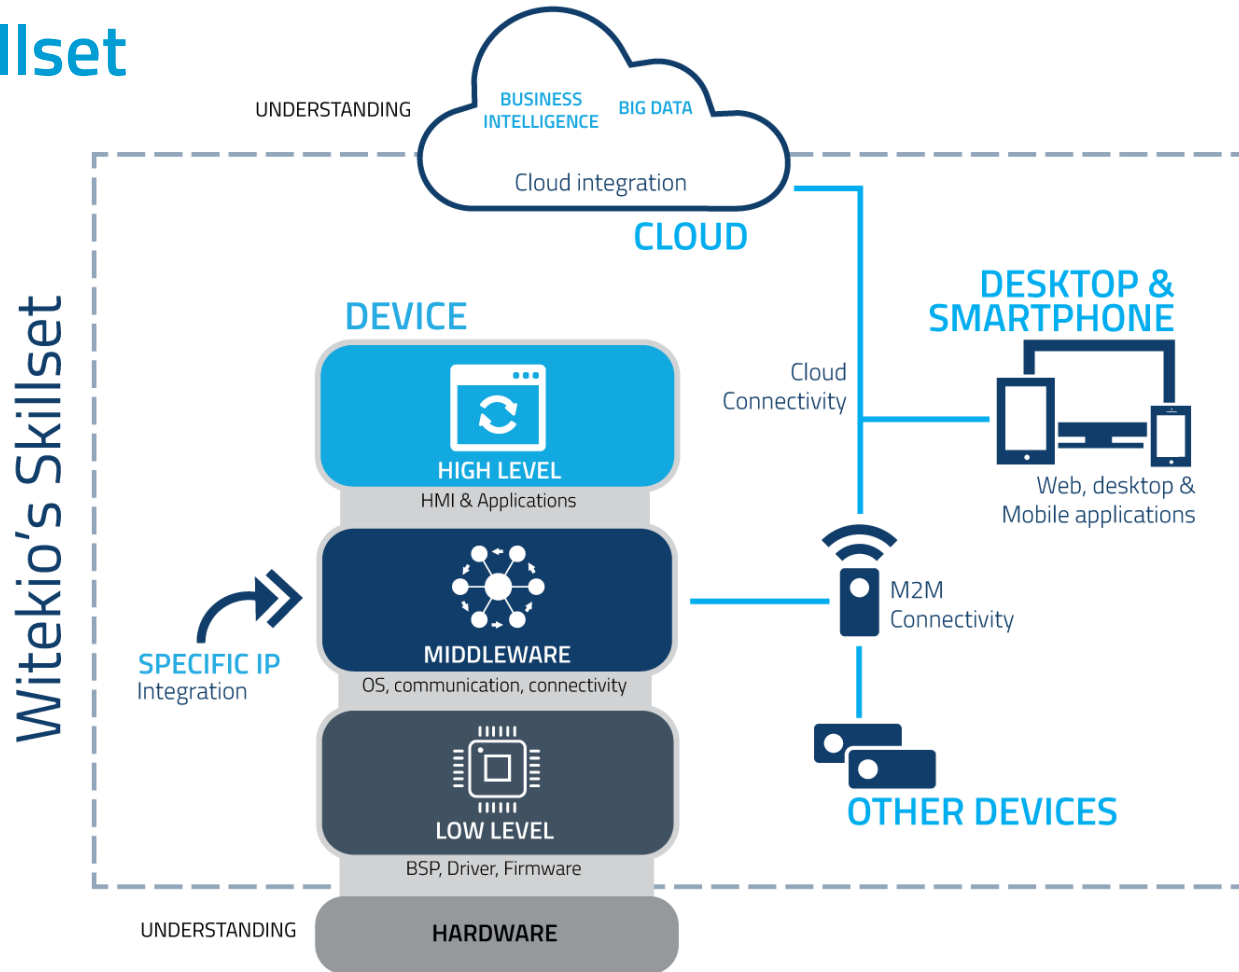 llset
UNDERSTANDING
BUSINESS
INTELLIGENCE
BIG DATA
Cloud integration
CLOUD
Witekio's Skillset
DEVICE
HIGH LEVEL
HMI & Applications
MIDDLEWARE
OS, communication, connectivity
LOW LEVEL
BSP, Driver, Firmware
HARDWARE
UNDERSTANDING
SPECIFIC IP
Integration
Cloud
Connectivity
DESKTOP &
SMARTPHONE
Web, desktop &
Mobile applications
M2M
Connectivity
OTHER DEVICES